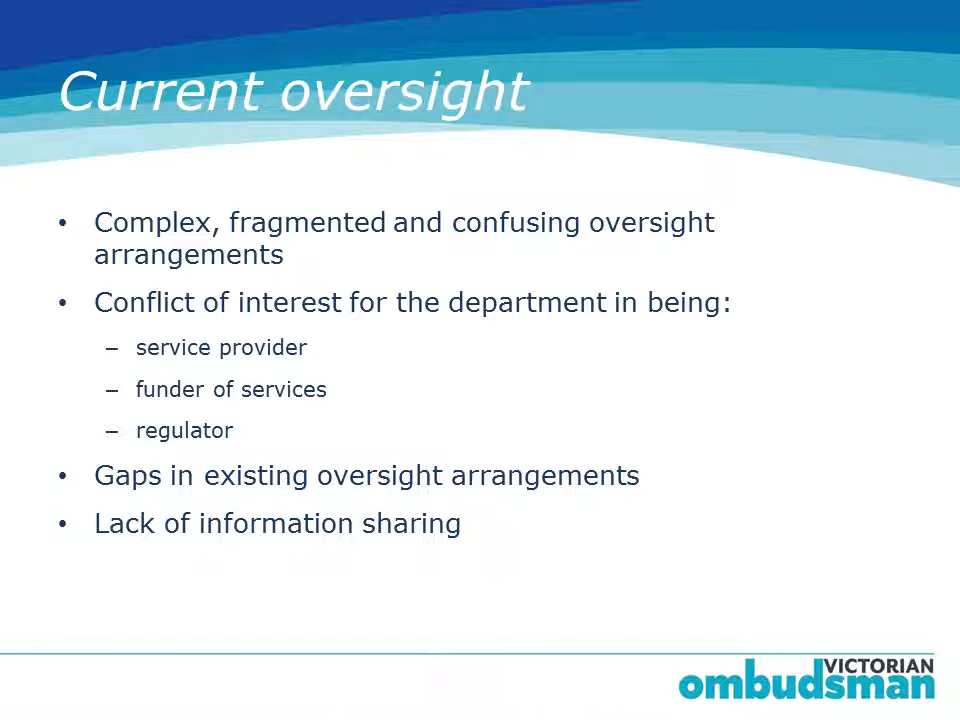 Current oversight
• Complex, fragmented and confusing oversight
arrangements
• Conflict of interest for the department in being:
– service provider
– funder of services
– regulator
• Gaps in existing oversight arrangements
• Lack of information sharing
VICTORIAN
ombudsman